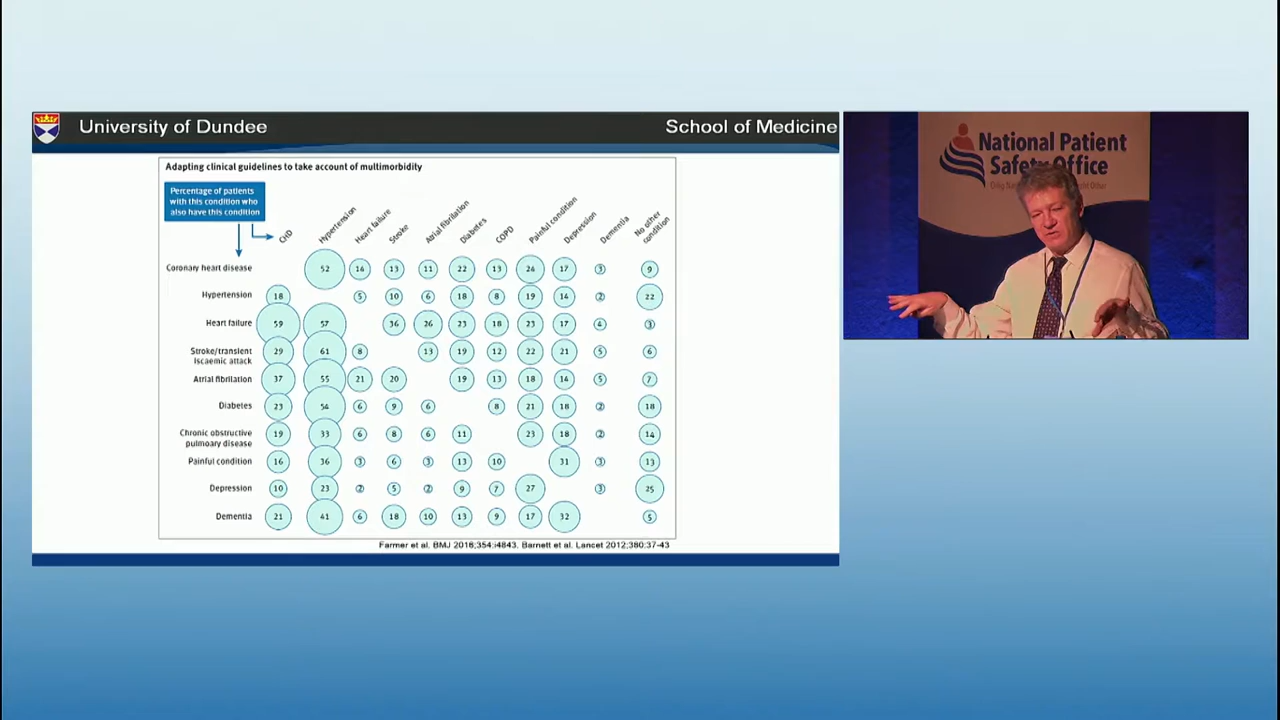 University of Dundee
School of Medicine
Adapting clinical guidelines to take account of multimorbidity
Percentage of patients
with this condition who
also have this condition
CHD
Hypertension
Heart failure
Stroke
Atrial fibrilation
Diabetes
COPD
Painful condition
Depression
Dementia
No other
condition
Coronary heart disease 52 14 13 11 22 13 24 17 3 9
Hypertension 18 5 10 6 18 8 19 14 2 22
Heart failure 59 57 36 26 23 18 23 17 4 3
Stroke/transient
iscaemic attack 29 61 8 13 19 12 22 21 5 6
Atrial fibrilation 37 55 21 20 19 13 18 14 5 7
Diabetes 23 54 6 9 6 8 21 18 2 18
Chronic obstructive
pulmoary disease 19 33 6 8 6 11 23 18 2 14
Painful condition 16 36 3 6 3 13 10 31 3 13
Depression 10 23 2 5 2 9 7 27 3 25
Dementia 21 41 6 18 10 13 9 17 32 5
Farmer et al. BMJ 2016;354:i4843. Barnett et al. Lancet 2012;380:37-43
National Patient
Safety Office